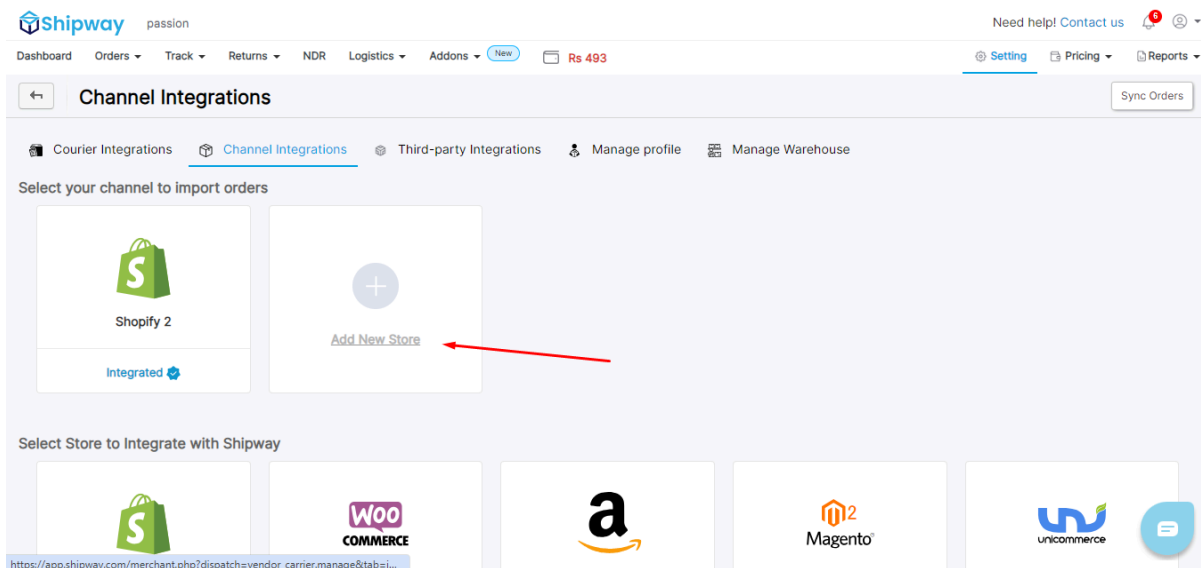 Shipway passion Need help! Contact us 6
Dashboard Orders Track Returns NDR Logistics Addons New Rs 493 Setting Pricing Reports
Channel Integrations Sync Orders
Courier Integrations Channel Integrations Third-party Integrations Manage profile Manage Warehouse
Select your channel to import orders
Shopify 2
Add New Store
Integrated
Select Store to Integrate with Shipway
WOO
COMMERCE
a
2
Magento
unicommerce
https://app.shipway.com/merchant.php?dispatch=vendor_carrier.manage&tab=i...